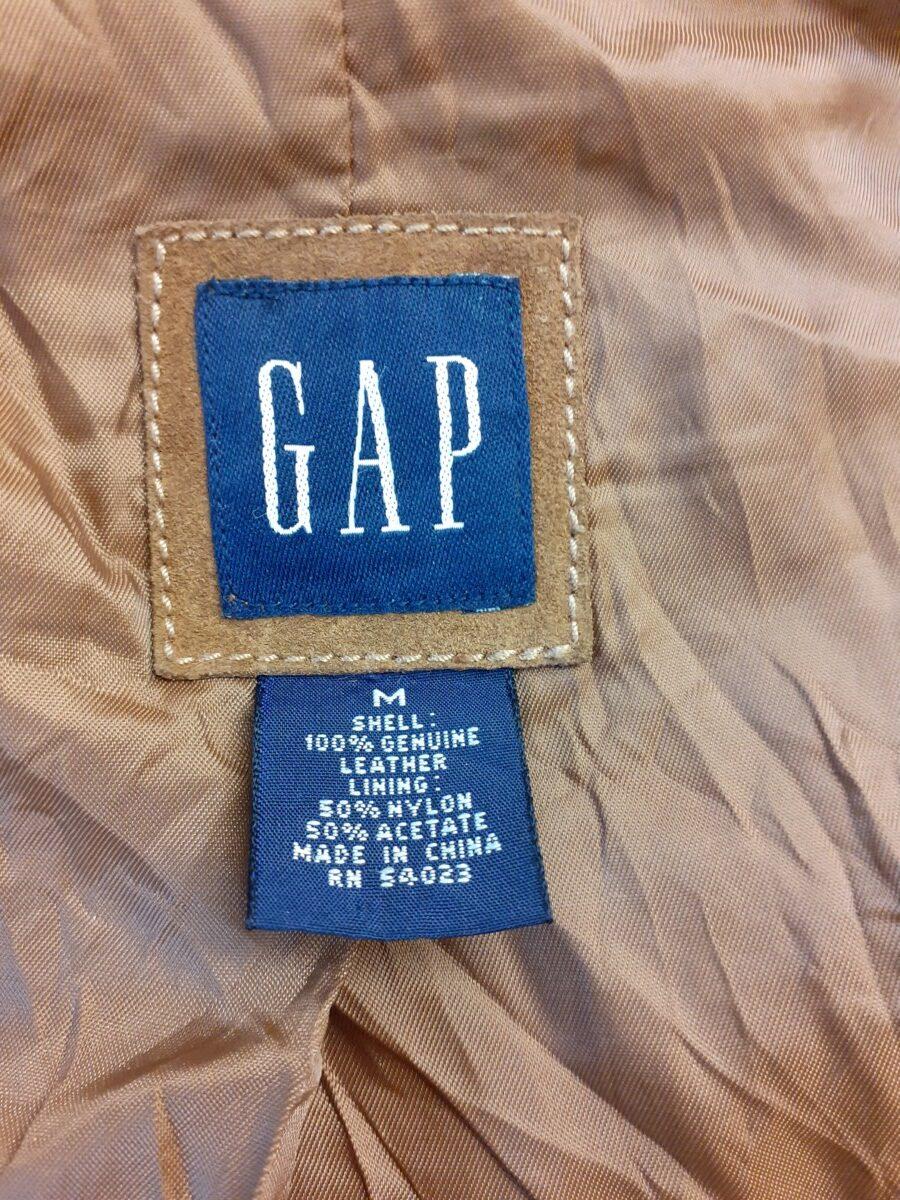 GAP
M
SHELL:
100% GENUINE
LEATHER
LINING:
50% NYLON
50% ACETATE
MADE IN CHINA
RN 54023